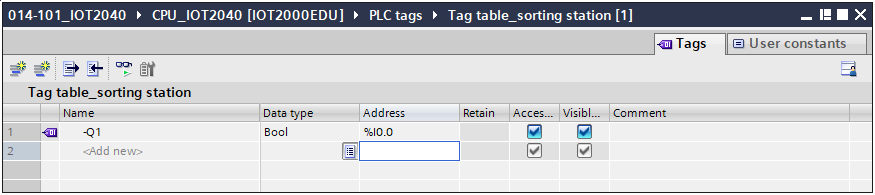 014-101_IOT2040 CPU_IOT2040 [IOT2000EDU] PLC tags Tag table_sorting station [1]
Tags User constants
Tag table_sorting station
Name Data type Address Retain Acces... Visibl... Comment
1 -Q1 Bool %I0.0
2 <Add new>